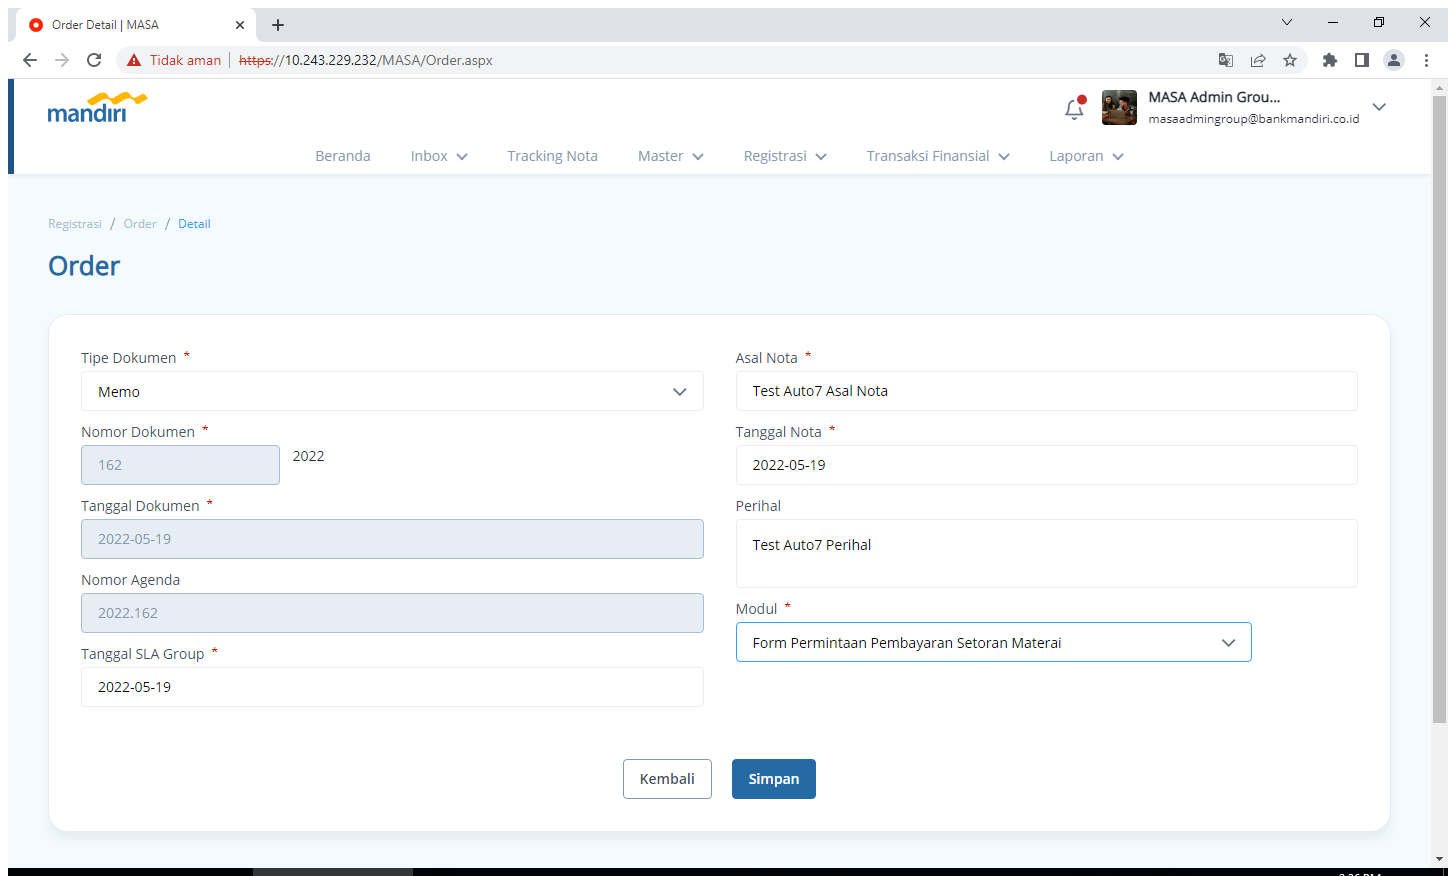 Order Detail | MASA
Tidak aman
https://10.243.229.232/MASA/Order.aspx
mandiri
MASA Admin Grou...
masaadmingroup@bankmandiri.co.id
Beranda
Inbox
Tracking Nota
Master
Registrasi
Transaksi Finansial
Laporan
Registrasi / Order / Detail
Order
Tipe Dokumen *
Memo
Nomor Dokumen *
162
2022
Tanggal Dokumen *
2022-05-19
Nomor Agenda
2022.162
Tanggal SLA Group *
2022-05-19
Asal Nota *
Test Auto7 Asal Nota
Tanggal Nota *
2022-05-19
Perihal
Test Auto7 Perihal
Modul *
Form Permintaan Pembayaran Setoran Materai
Kembali
Simpan